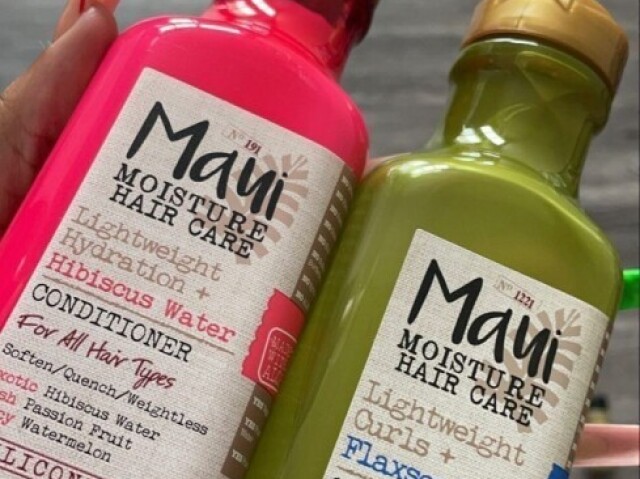 Nº 191
Maui
MOISTURE
HAIR CARE
Lightweight
Hydration +
Hibiscus Water
CONDITIONER
For All Hair Types
Soften/Quench/Weightless
Hibiscus Water
Passion Fruit
Watermelon
Nº 1221
Maui
MOISTURE
HAIR CARE
Lightweight
Curls +